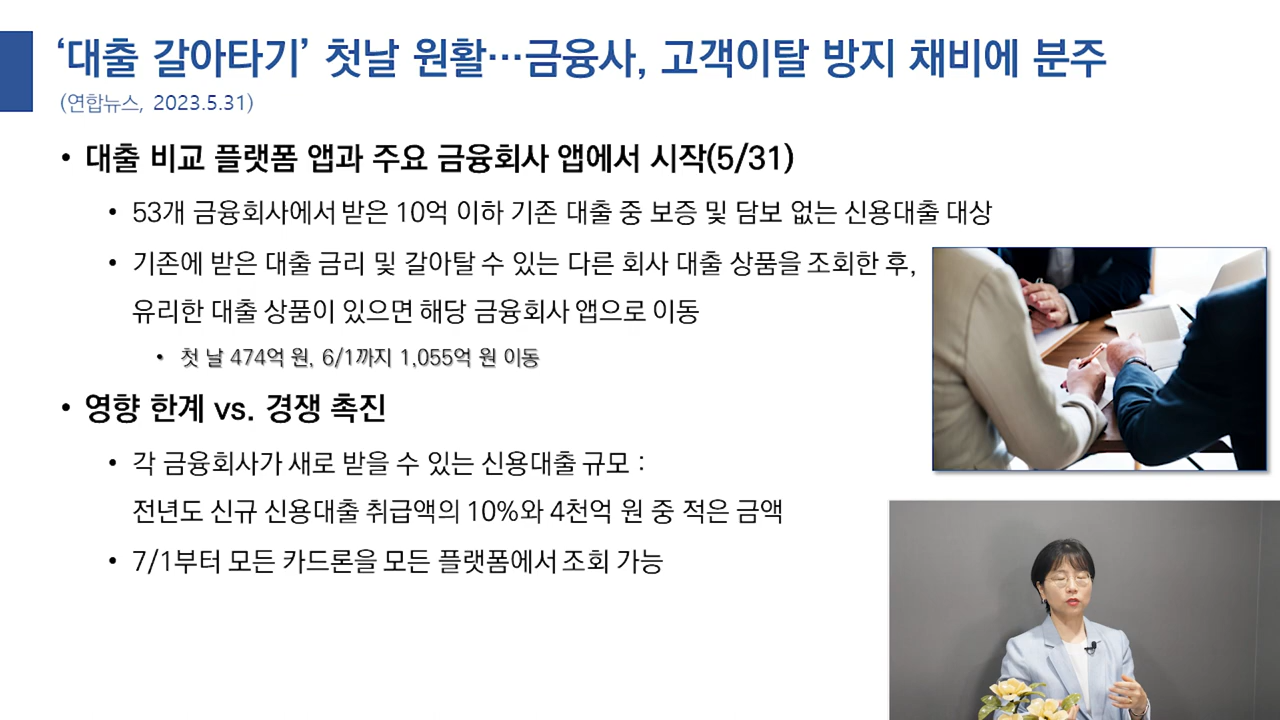 ‘대출 갈아타기’ 첫날 원활…금융사, 고객이탈 방지 채비에 분주
(연합뉴스, 2023.5.31)
• 대출 비교 플랫폼 앱과 주요 금융회사 앱에서 시작(5/31)
• 53개 금융회사에서 받은 10억 이하 기존 대출 중 보증 및 담보 없는 신용대출 대상
• 기존에 받은 대출 금리 및 갈아탈 수 있는 다른 회사 대출 상품을 조회한 후,
유리한 대출 상품이 있으면 해당 금융회사 앱으로 이동
• 첫 날 474억 원, 6/1까지 1,055억 원 이동
• 영향 한계 vs. 경쟁 촉진
• 각 금융회사가 새로 받을 수 있는 신용대출 규모 :
전년도 신규 신용대출 취급액의 10%와 4천억 원 중 적은 금액
• 7/1부터 모든 카드론을 모든 플랫폼에서 조회 가능